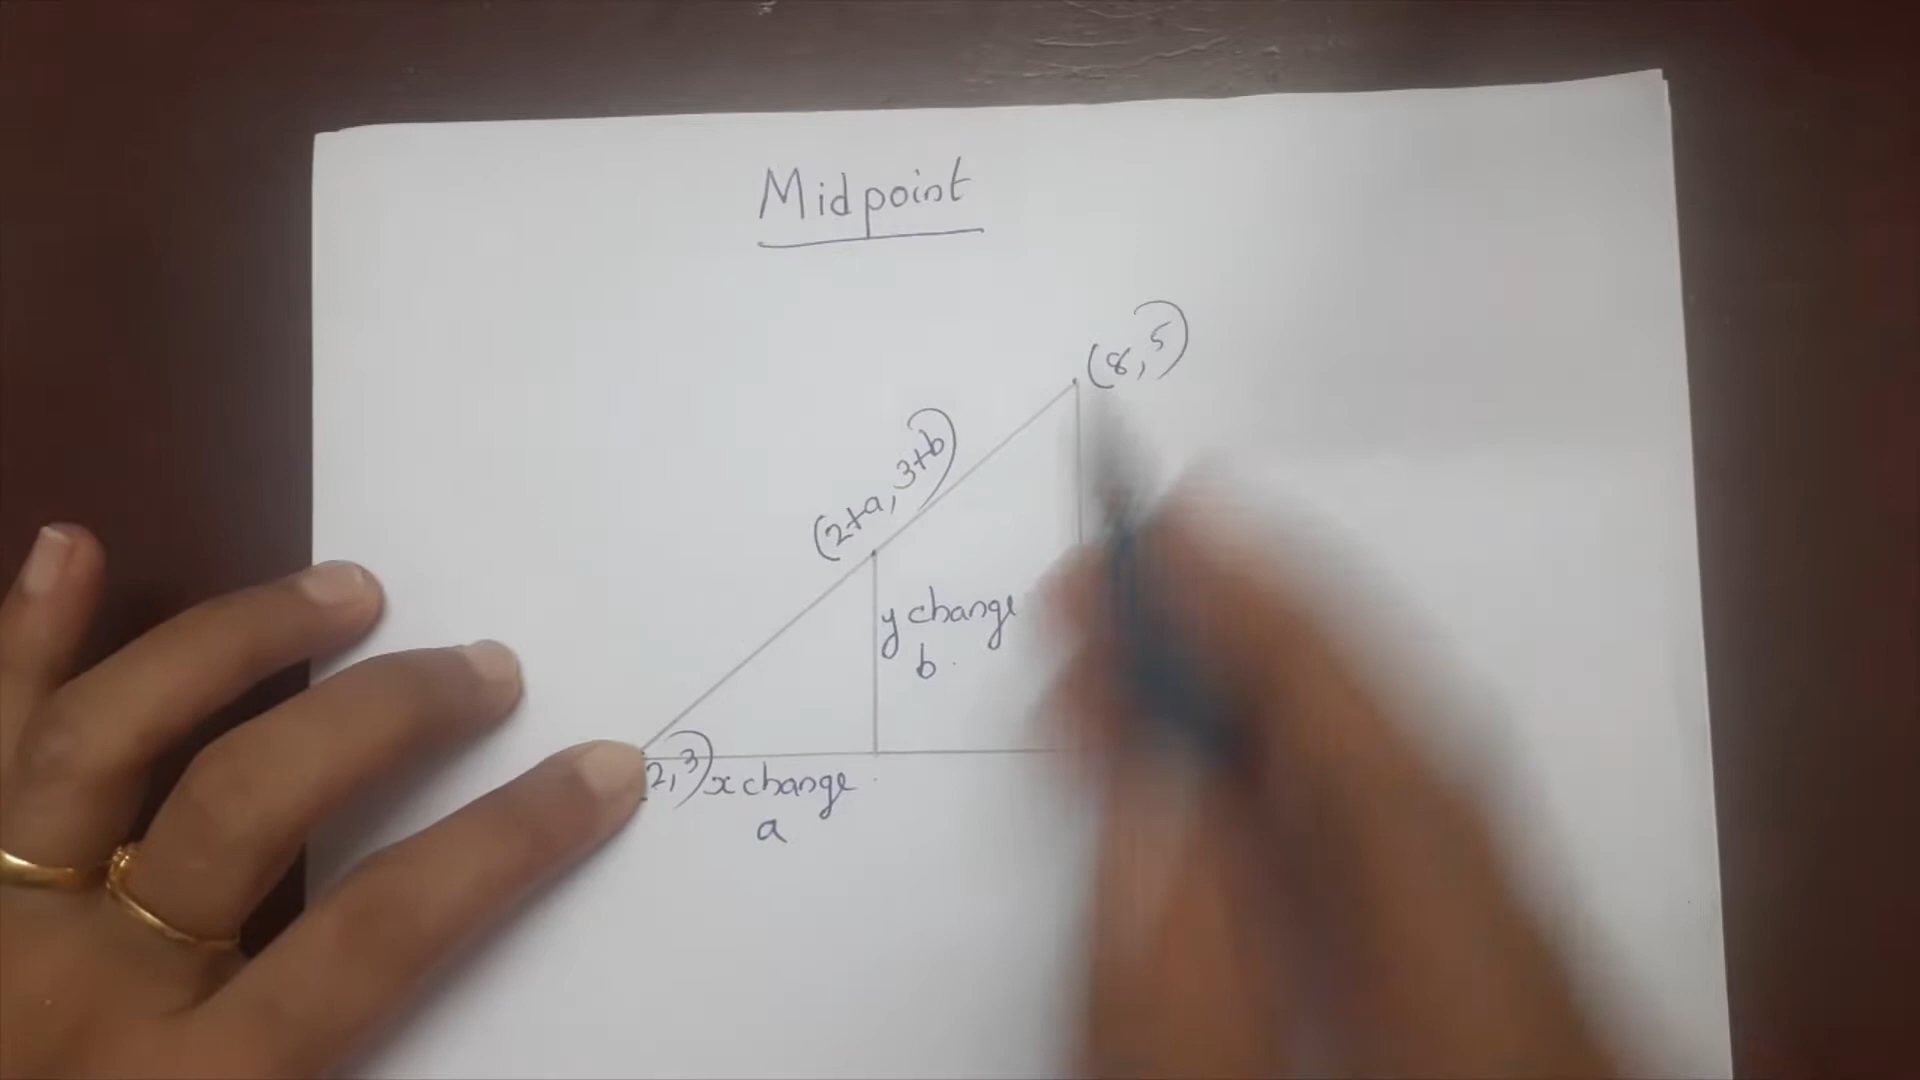 Midpoint
(8,5)
(2+a, 3+b)
y change
b
2,3)
x change
a